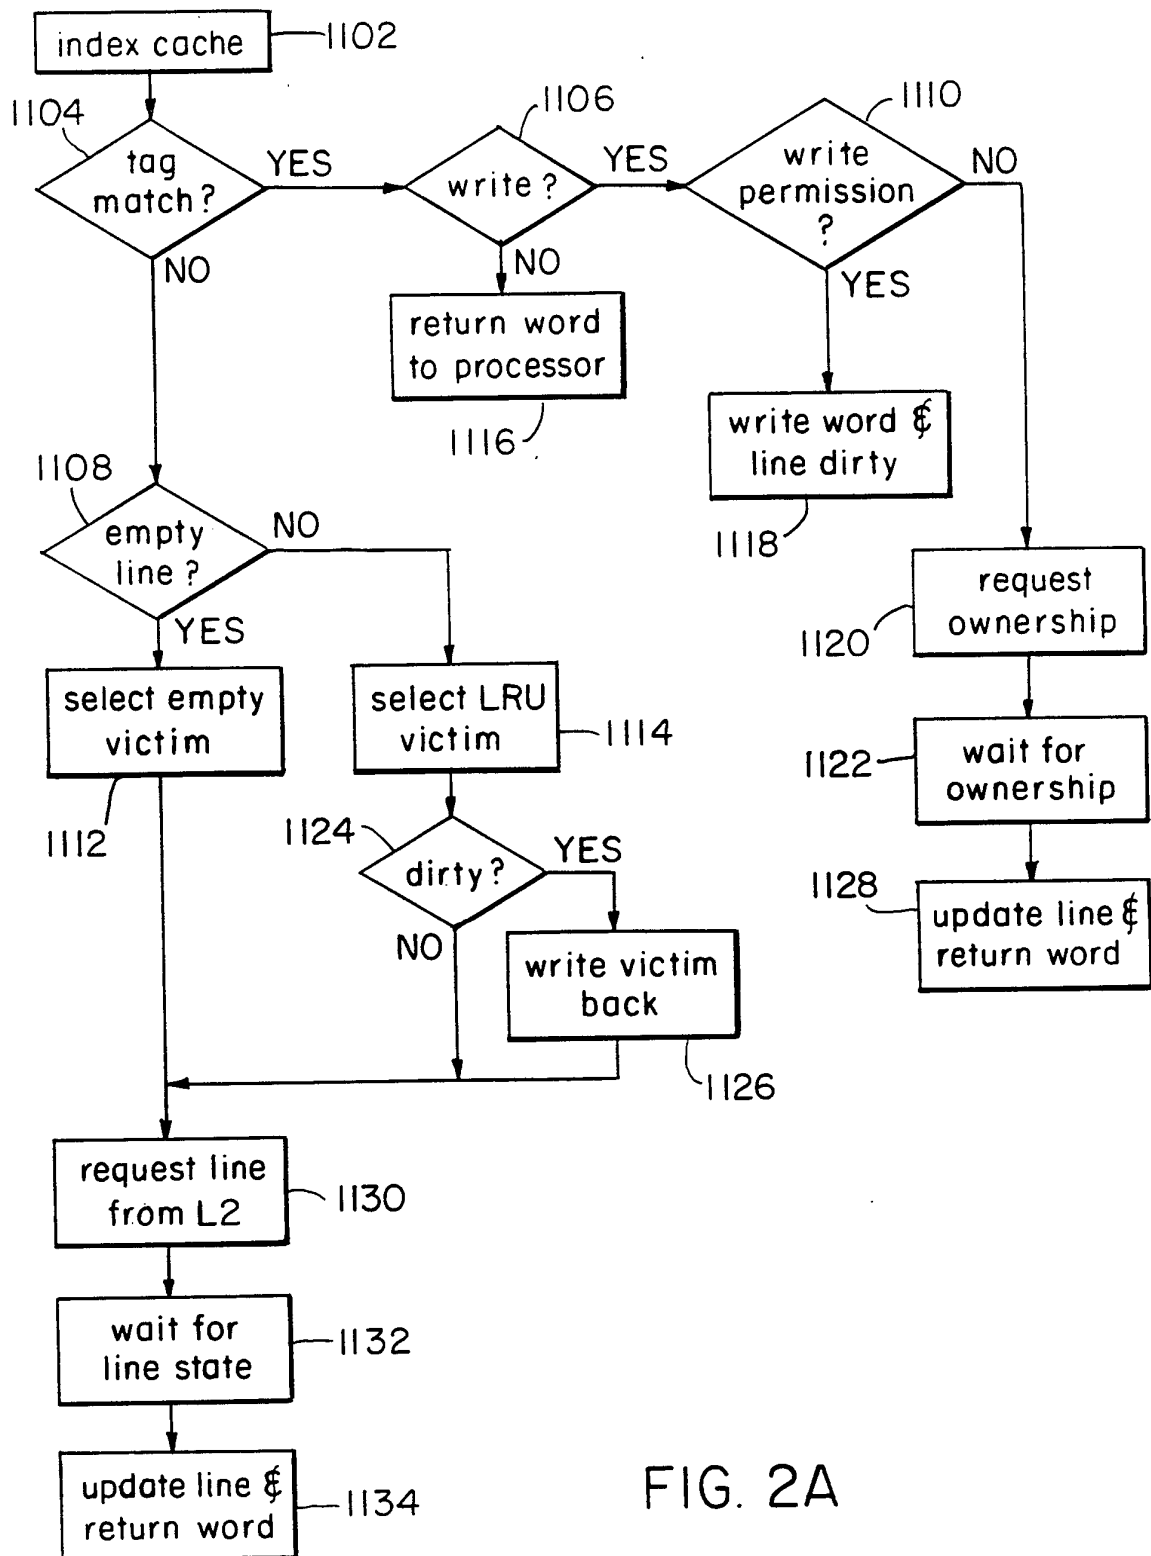 index cache
1102
1104
tag
match?
YES
NO
1106
write?
YES
NO
1110
write
permission
?
NO
YES
return word
to processor
1116
write word &
line dirty
1118
1108
empty
line?
NO
YES
request
ownership
1120
select empty
victim
1112
select LRU
victim
1114
wait for
ownership
1122
1124
dirty?
YES
NO
update line &
return word
1128
write victim
back
1126
request line
from L2
1130
wait for
line state
1132
update line &
return word
1134
FIG. 2A